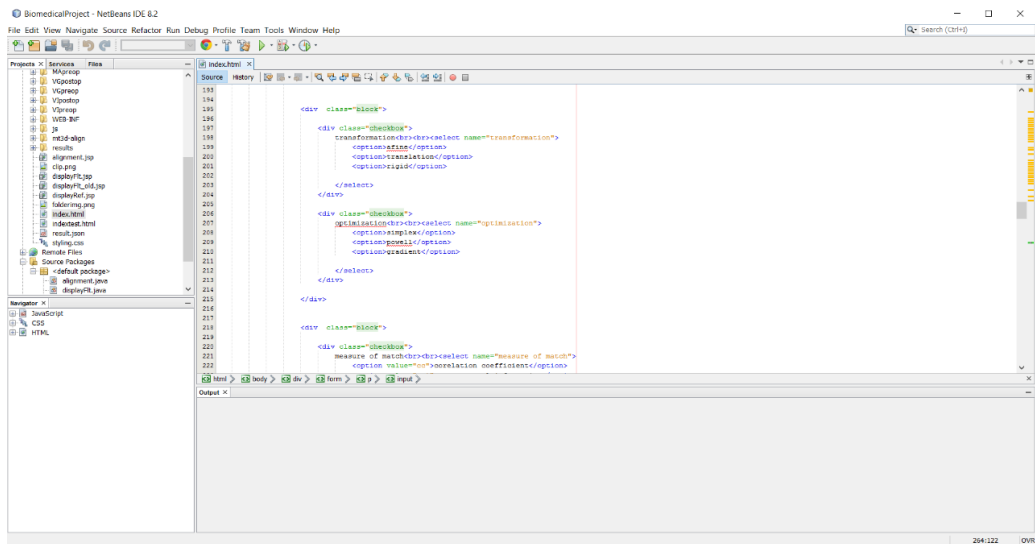 BiomedicalProject - NetBeans IDE 8.2
File Edit View Navigate Source Refactor Run Debug Profile Team Tools Window Help
Search (Ctrl+I)
Projects × Services Files
index.html ×
Source History
MApreop
VGpostop
VGpreop
VIpostop
VIpreop
WEB-INF
js
mt3d-align
results
alignment.jsp
clip.png
displayFlt.jsp
displayFlt_old.jsp
displayRef.jsp
folderimg.png
index.html
indextest.html
result.json
styling.css
Remote Files
Source Packages
<default package>
alignment.java
displayFlt.java
Navigator ×
JavaScript
CSS
HTML
193
194
195 <div class="block">
196
197 <div class="checkbox">
198 transformation<br><br><select name="transformation">
199 <option>afine</option>
200 <option>translation</option>
201 <option>rigid</option>
202
203 </select>
204 </div>
205
206 <div class="checkbox">
207 optimization<br><br><select name="optimization">
208 <option>simplex</option>
209 <option>powell</option>
210 <option>gradient</option>
211
212 </select>
213 </div>
214
215 </div>
216
217
218 <div class="block">
219
220 <div class="checkbox">
221 measure of match<br><br><select name="measure of match">
222 <option value="cc">corelation coefficient</option>
html body div form p input
Output ×
264:122 OVR